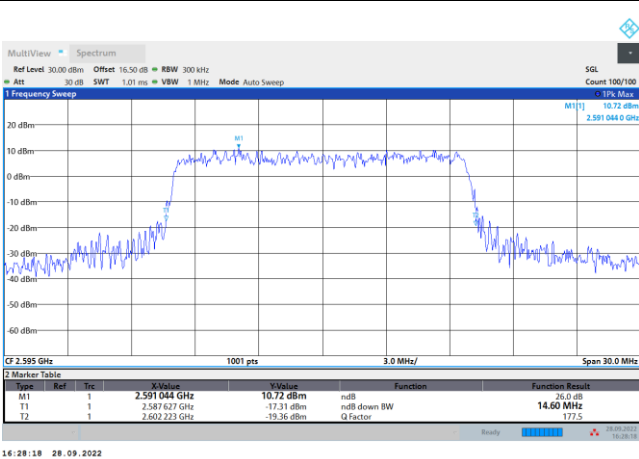 MultiView Spectrum
Ref Level 30.00 dBm Offset 16.50 dB RBW 300 kHz SGL
Att 30 dB SWT 1.01 ms VBW 1 MHz Mode Auto Sweep Count 100/100
1 Frequency Sweep 1Pk Max
M1[1] 10.72 dBm
2.591 044 0 GHz
20 dBm
M1
10 dBm
0 dBm
-10 dBm
-20 dBm
-30 dBm
-40 dBm
-50 dBm
-60 dBm
CF 2.595 GHz 1001 pts 3.0 MHz/ Span 30.0 MHz
2 Marker Table
Type Ref Trc X-Value Y-Value Function Function Result
M1 1 2.591 044 GHz 10.72 dBm ndB 26.0 dB
T1 1 2.587 627 GHz -17.31 dBm ndB down BW 14.60 MHz
T2 1 2.602 223 GHz -19.36 dBm Q Factor 177.5
Ready 28.09.2022
16:28:18
16:28:18 28.09.2022